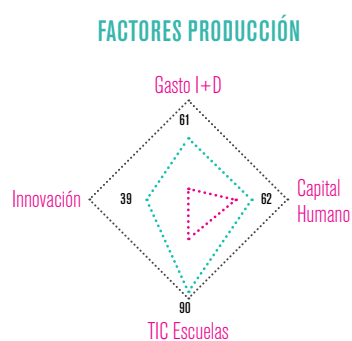 FACTORES PRODUCCIÓN
Gasto I+D
61
Innovación
39
62
Capital
Humano
90
TIC Escuelas